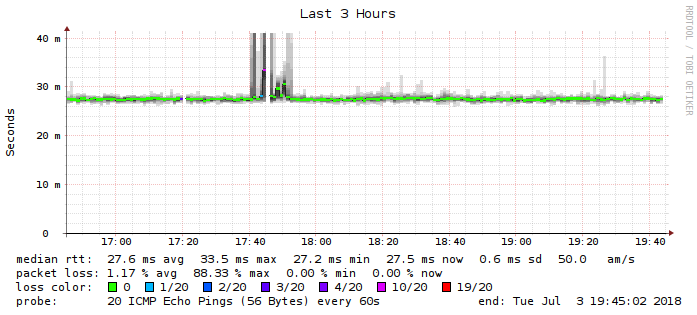 Last 3 Hours
RRDTOOL / TOBI OETIKER
Seconds
40 m
30 m
20 m
10 m
0
17:00 17:20 17:40 18:00 18:20 18:40 19:00 19:20 19:40
median rtt: 27.6 ms avg 33.5 ms max 27.2 ms min 27.5 ms now 0.6 ms sd 50.0 am/s
packet loss: 1.17 % avg 88.33 % max 0.00 % min 0.00 % now
loss color: 0 1/20 2/20 3/20 4/20 10/20 19/20
probe: 20 ICMP Echo Pings (56 Bytes) every 60s end: Tue Jul 3 19:45:02 2018